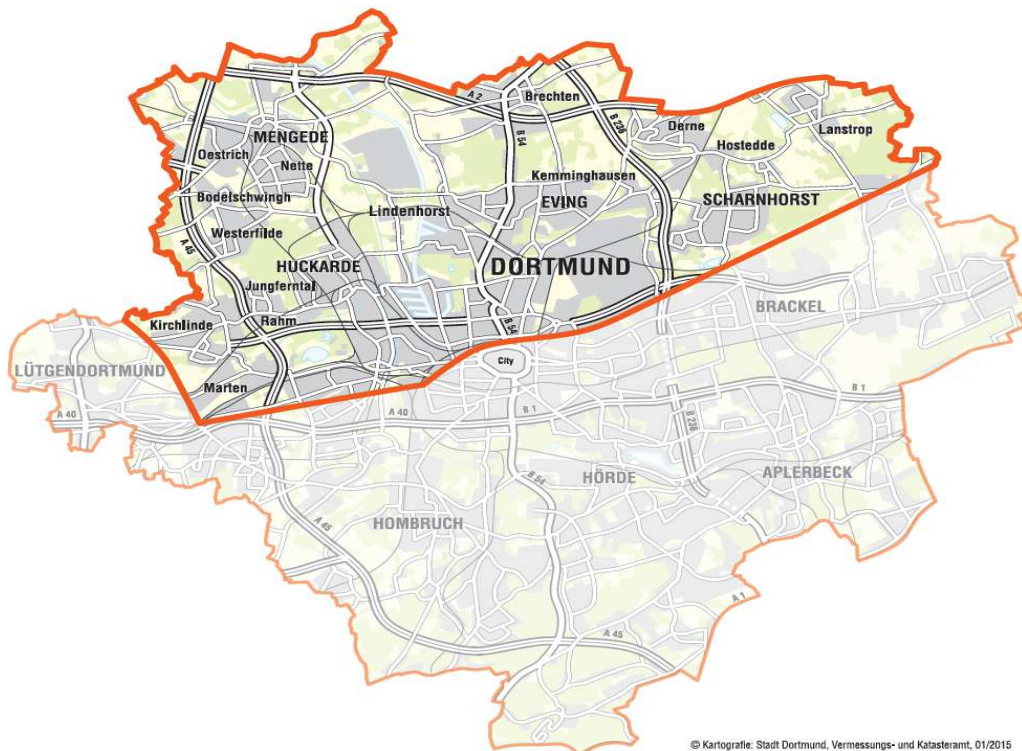 A 2
Brechten
B 54
B 236
Derne
Lanstrop
MENGEDE
Hostedde
Oestrich
Nette
Kemminghausen
Bodelschwingh
EVING
SCHARNHORST
Lindenhorst
Westerfilde
A 45
HUCKARDE
DORTMUND
Jungferntal
BRACKEL
Kirchlinde
Rahm
B 54
City
LÜTGENDORTMUND
Marten
B 1
A 40
A 40
B 1
B 236
HÖRDE
APLERBECK
B 54
HOMBRUCH
A 45
A 1
A 45
© Kartografie: Stadt Dortmund, Vermessungs- und Katasteramt, 01/2015